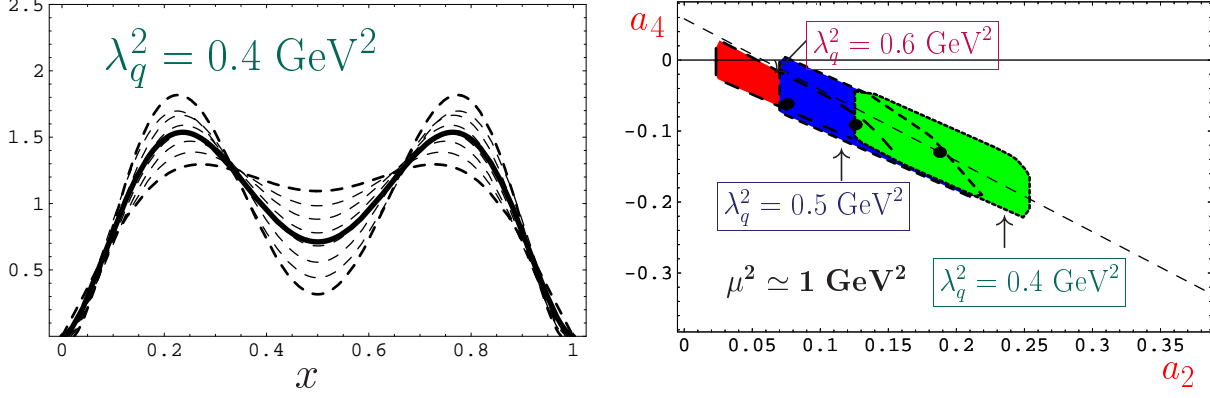 2.5
2
1.5
1
0.5
0 0.2 0.4 0.6 0.8 1
λ_q^2 = 0.4 GeV^2
x
a_4
0
−0.1
−0.2
−0.3
0 0.05 0.1 0.15 0.2 0.25 0.3 0.35
a_2
λ_q^2 = 0.6 GeV^2
λ_q^2 = 0.5 GeV^2
λ_q^2 = 0.4 GeV^2
μ^2 ≃ 1 GeV^2